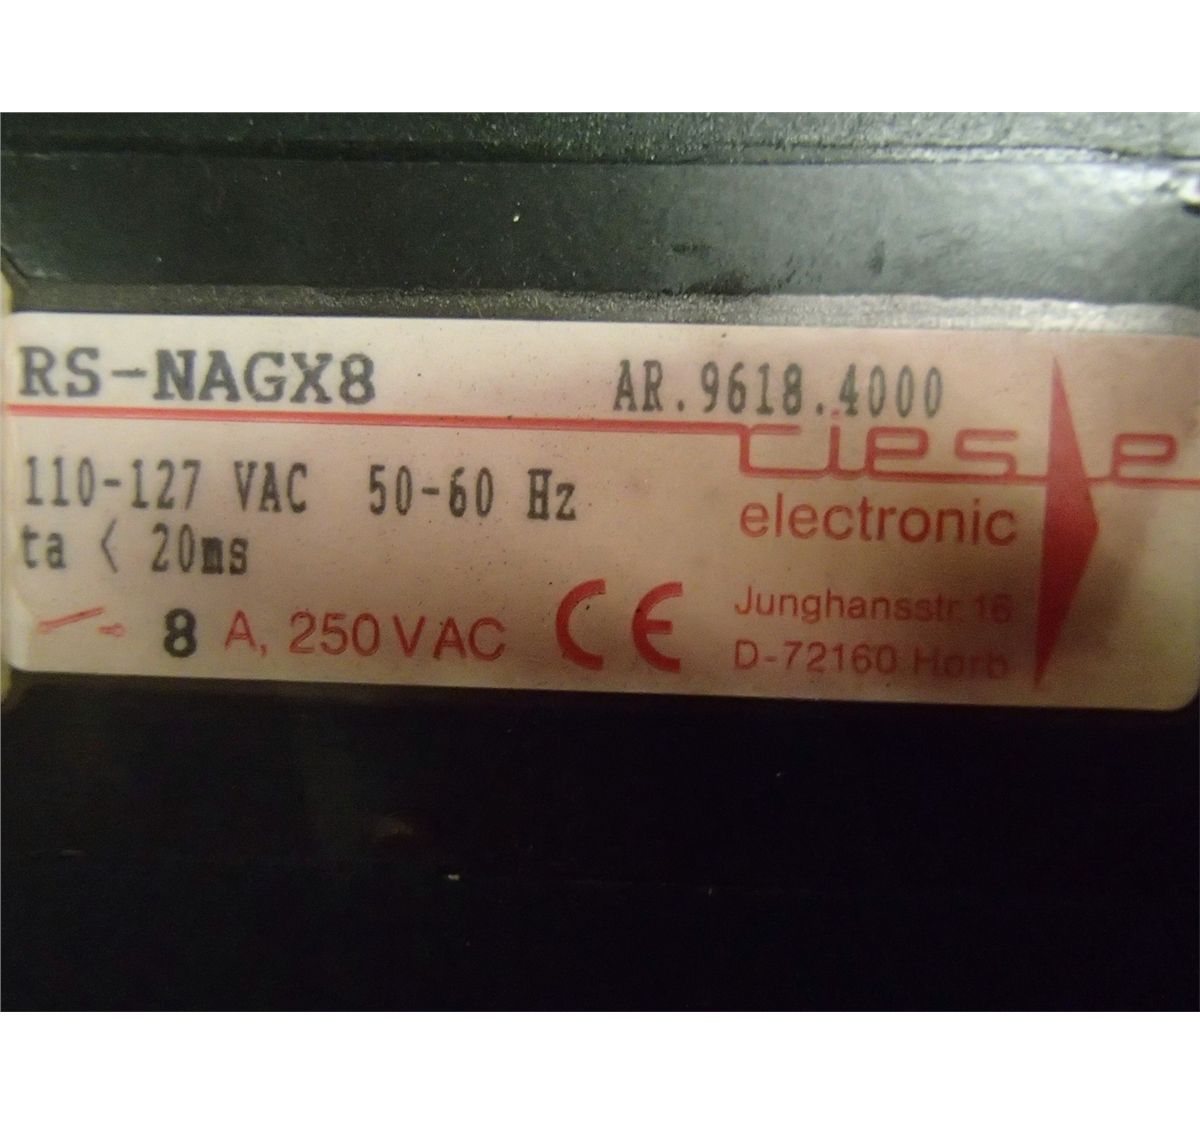 RS-NAGX8 AR.9618.4000
riese
110-127 VAC 50-60 Hz
electronic
ta < 20ms
8 A, 250 VAC CE
Junghansstr 16
D-72160 Horb